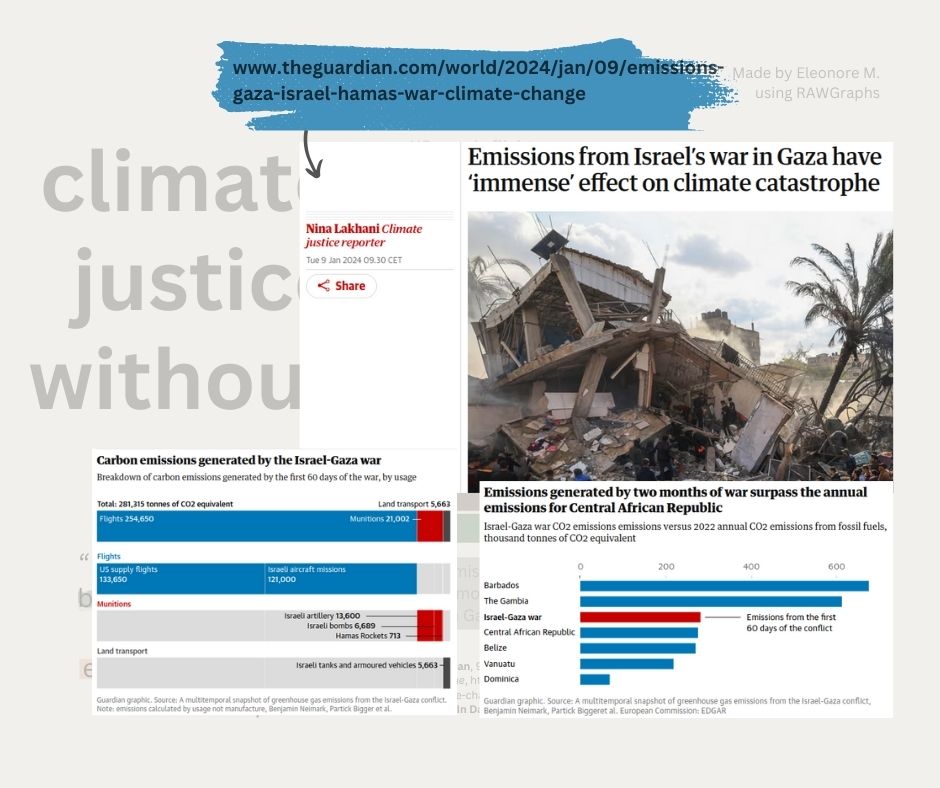 www.theguardian.com/world/2024/jan/09/emissions-
gaza-israel-hamas-war-climate-change
Made by Eleonore M.
using RAWGraphs
climate
justice
withou
Nina Lakhani Climate
justice reporter
Tue 9 Jan 2024 09.30 CET
Share
Emissions from Israel's war in Gaza have
'immense' effect on climate catastrophe
Carbon emissions generated by the Israel-Gaza war
Breakdown of carbon emissions generated by the first 60 days of the war, by usage
Total: 281,315 tonnes of CO2 equivalent
Land transport 5,663
Flights 254,650
Munitions 21,002
Flights
US supply flights
133,650
Israeli aircraft missions
121,000
Munitions
Israeli artillery 13,600
Israeli bombs 6,689
Hamas Rockets 713
Land transport
Israeli tanks and armoured vehicles 5,663
Guardian graphic. Source: A multitemporal snapshot of greenhouse gas emissions from the Israel-Gaza conflict.
Note: emissions calculated by usage not manufacture, Benjamin Neimark, Partick Bigger et al.
Emissions generated by two months of war surpass the annual
emissions for Central African Republic
Israel-Gaza war CO2 emissions emissions versus 2022 annual CO2 emissions from fossil fuels,
thousand tonnes of CO2 equivalent
0 200 400 600
Barbados
The Gambia
Israel-Gaza war
Emissions from the first
60 days of the conflict
Central African Republic
Belize
Vanuatu
Dominica
Guardian graphic. Source: A multitemporal snapshot of greenhouse gas emissions from the Israel-Gaza conflict,
Benjamin Neimark, Partick Biggeret al. European Commission: EDGAR